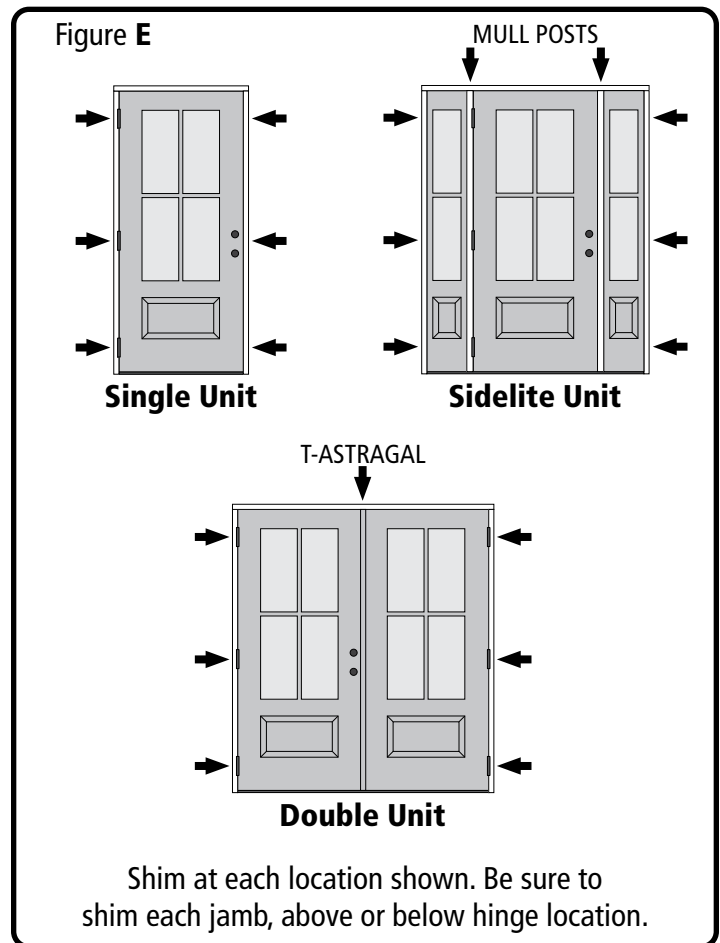 Figure E
MULL POSTS
Single Unit
Sidelite Unit
T-ASTRAGAL
Double Unit
Shim at each location shown. Be sure to
shim each jamb, above or below hinge location.